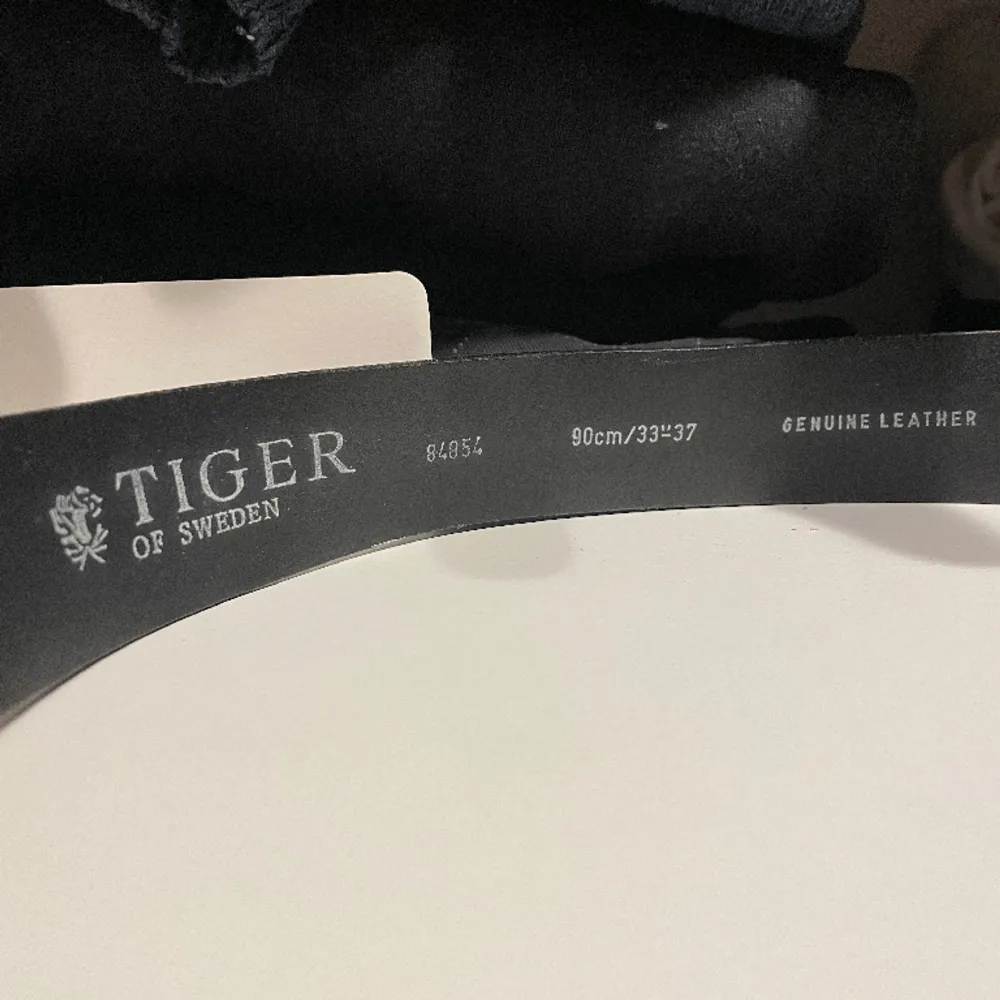 TIGER
OF SWEDEN
84854
90cm/33"37
GENUINE LEATHER